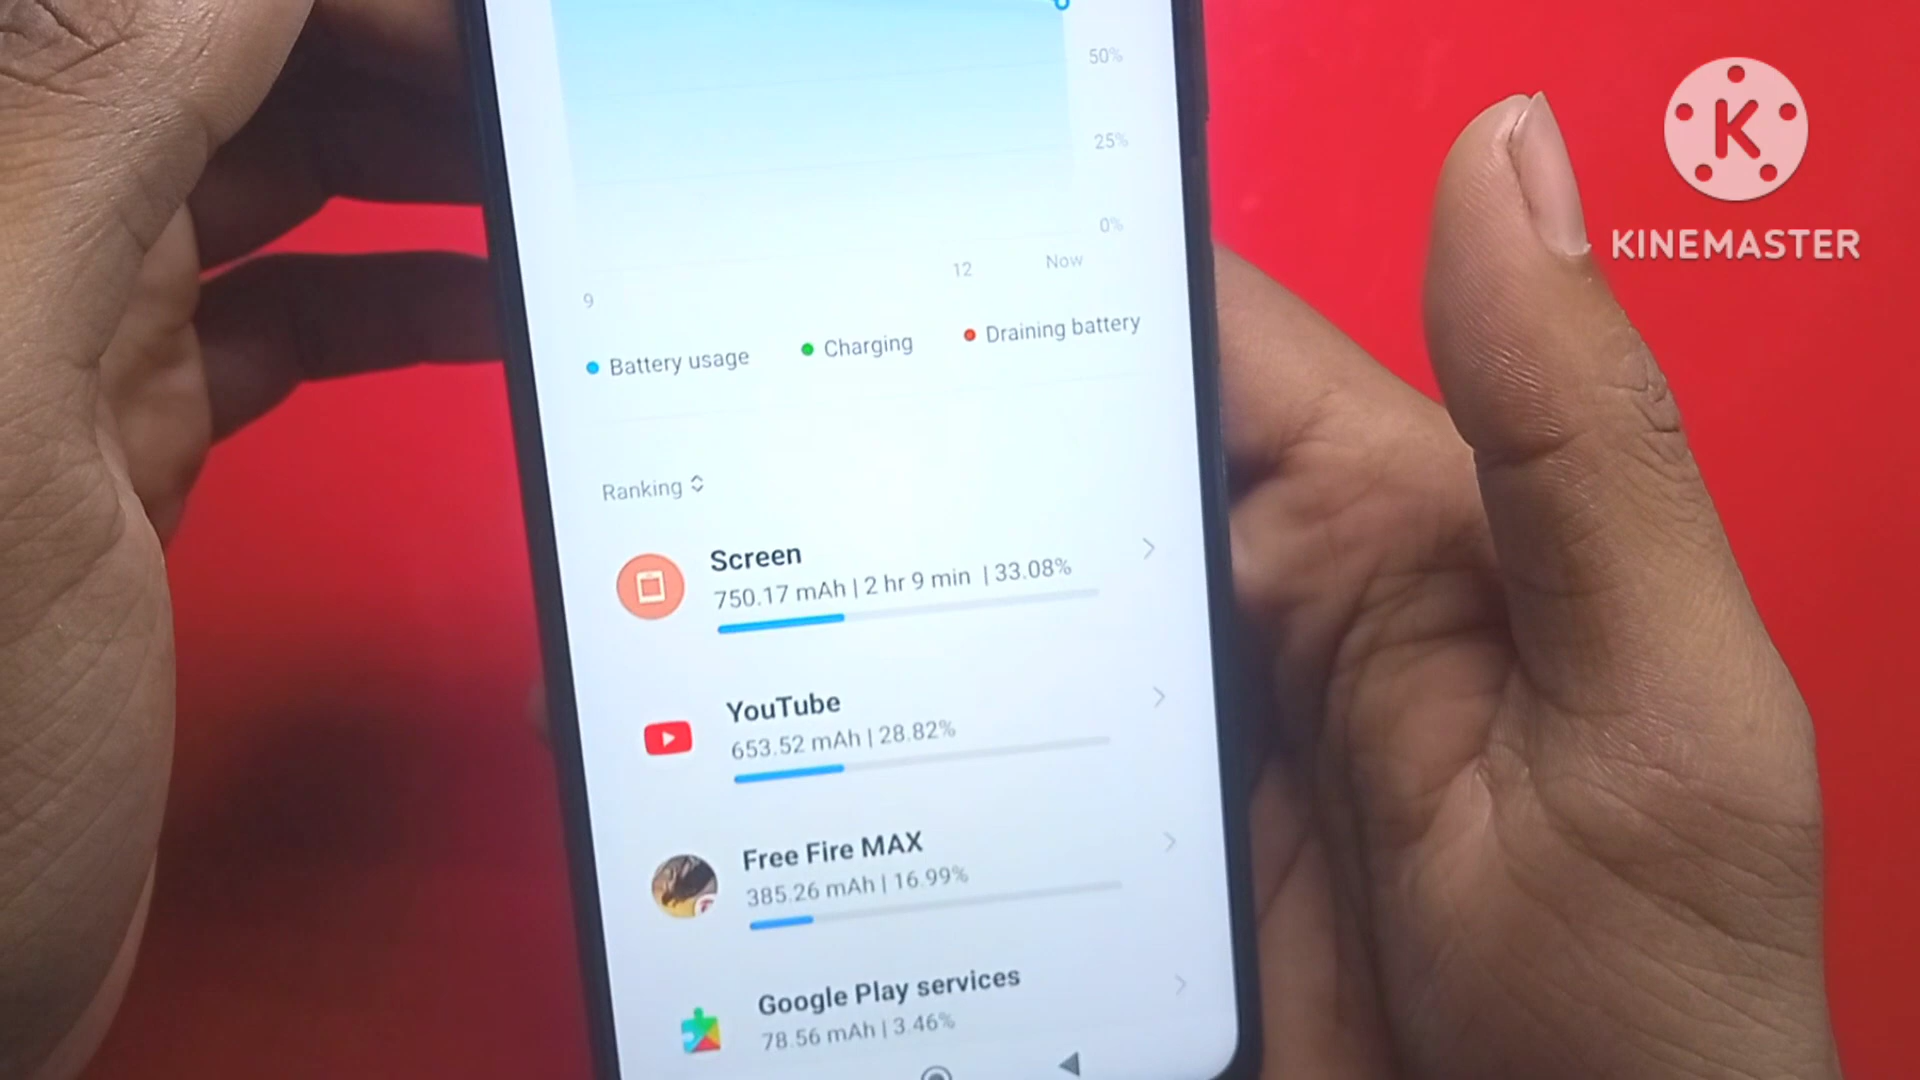 50%
25%
0%
9
12
Now
Battery usage
Charging
Draining battery
Ranking
Screen
750.17 mAh | 2 hr 9 min | 33.08%
YouTube
653.52 mAh | 28.82%
Free Fire MAX
385.26 mAh | 16.99%
Google Play services
78.56 mAh | 3.46%
K
KINEMASTER